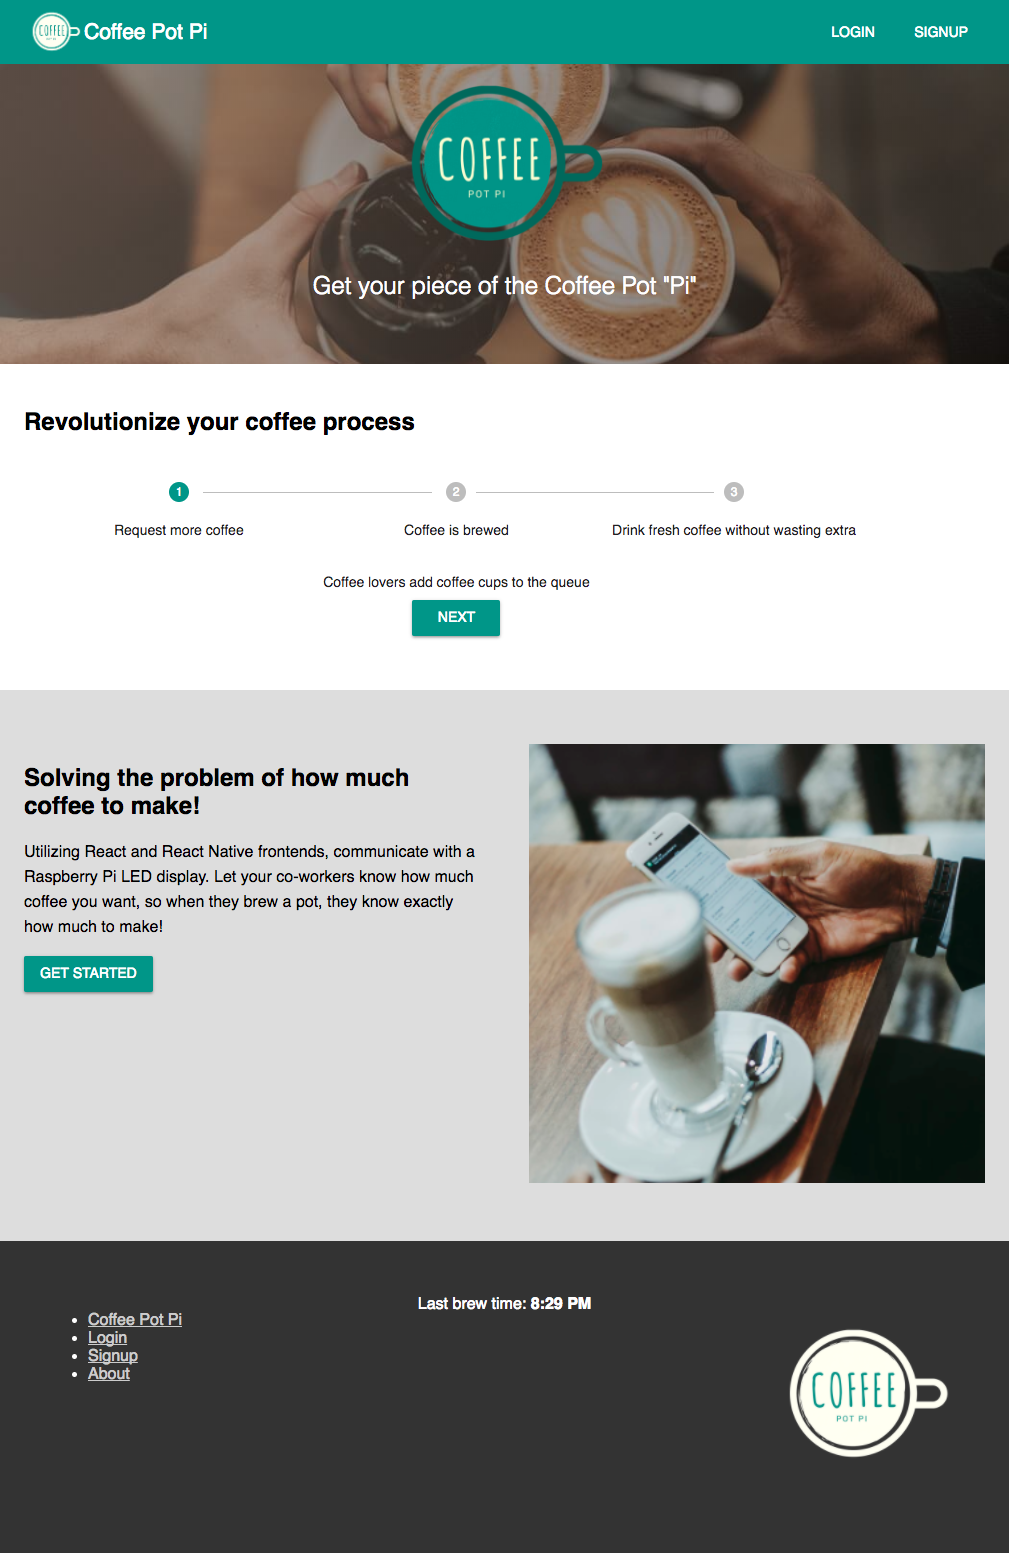 COFFEE
POT PI
Coffee Pot Pi
LOGIN
SIGNUP
COFFEE
POT PI
Get your piece of the Coffee Pot "Pi"
Revolutionize your coffee process
1
2
3
Request more coffee
Coffee is brewed
Drink fresh coffee without wasting extra
Coffee lovers add coffee cups to the queue
NEXT
Solving the problem of how much
coffee to make!
Utilizing React and React Native frontends, communicate with a
Raspberry Pi LED display. Let your co-workers know how much
coffee you want, so when they brew a pot, they know exactly
how much to make!
GET STARTED
Coffee Pot Pi
Login
Signup
About
Last brew time: 8:29 PM
COFFEE
POT PI